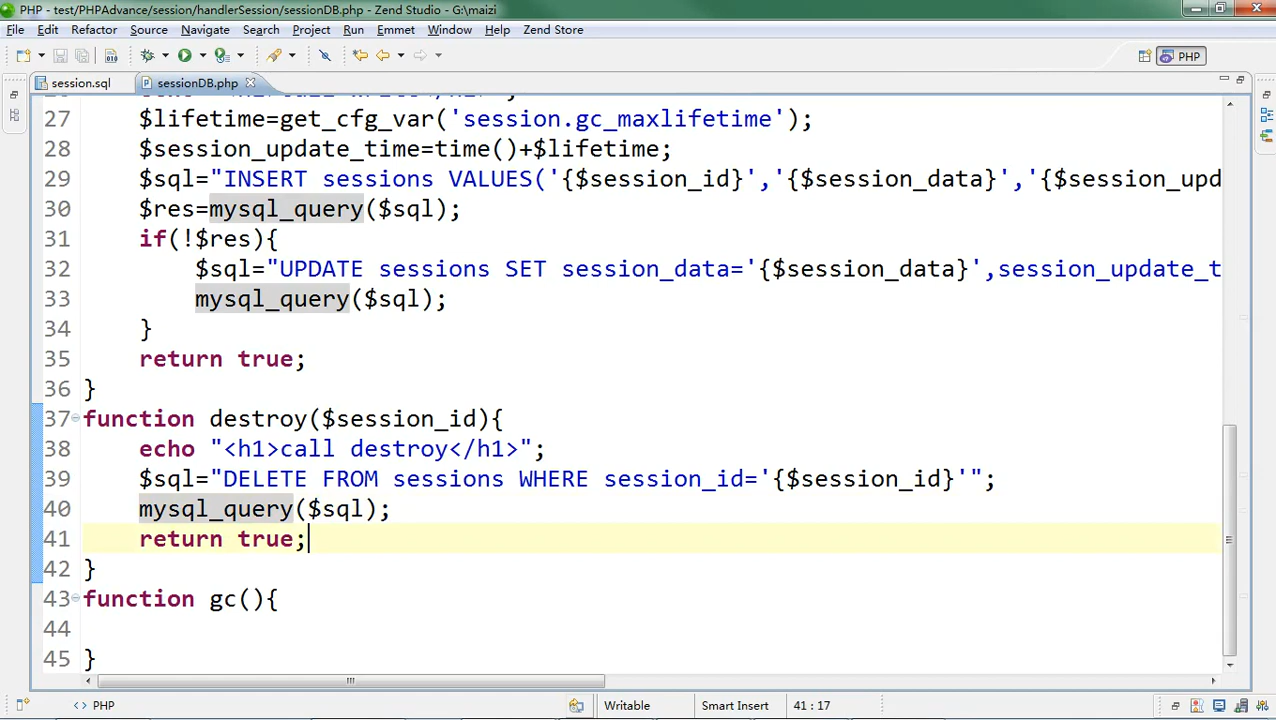 PHP - test/PHPAdvance/session/handlerSession/sessionDB.php - Zend Studio - G:\maizi
File Edit Refactor Source Navigate Search Project Run Emmet Window Help Zend Store
PHP
session.sql sessionDB.php
27 $lifetime=get_cfg_var('session.gc_maxlifetime');
28 $session_update_time=time()+$lifetime;
29 $sql="INSERT sessions VALUES('{$session_id}','{$session_data}','{$session_upd
30 $res=mysql_query($sql);
31 if(!$res){
32 $sql="UPDATE sessions SET session_data='{$session_data}',session_update_t
33 mysql_query($sql);
34 }
35 return true;
36 }
37 function destroy($session_id){
38 echo "<h1>call destroy</h1>";
39 $sql="DELETE FROM sessions WHERE session_id='{$session_id}'";
40 mysql_query($sql);
41 return true;
42 }
43 function gc(){
44
45 }
<> PHP Writable Smart Insert 41 : 17